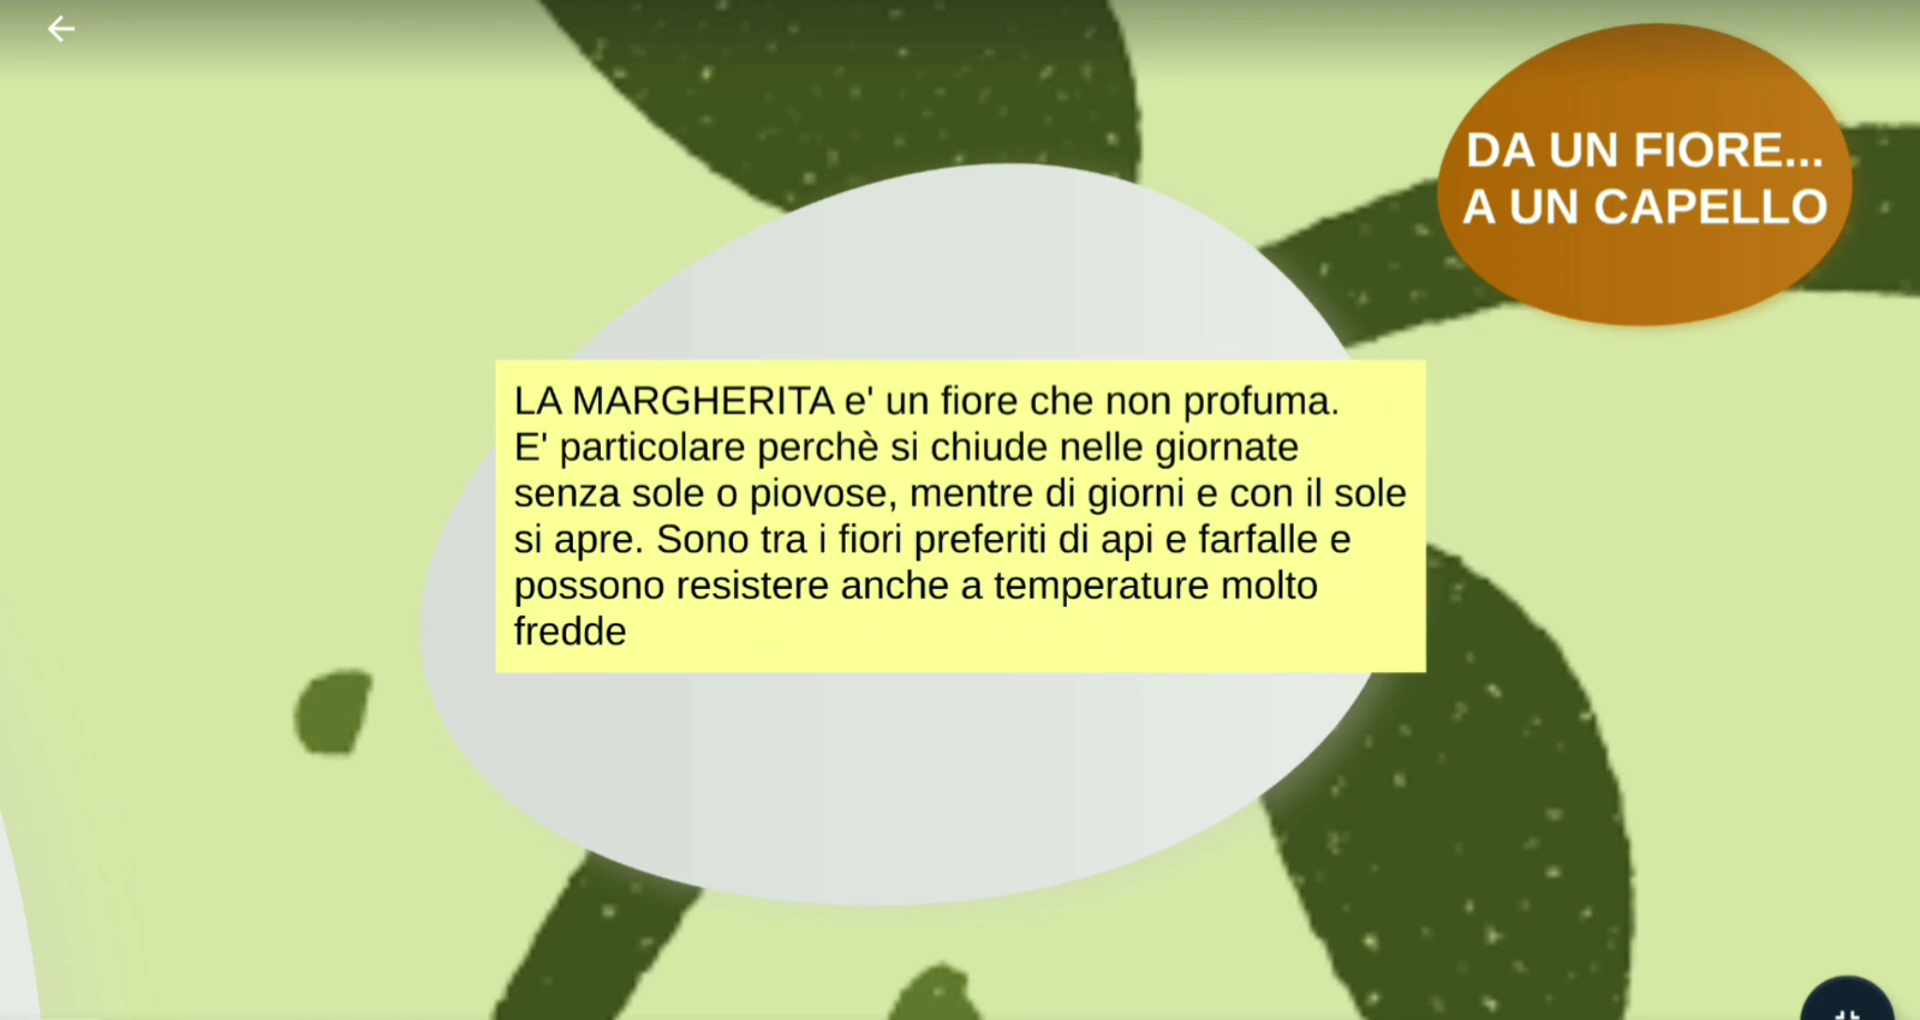 DA UN FIORE...
A UN CAPELLO
LA MARGHERITA e' un fiore che non profuma.
E' particolare perchè si chiude nelle giornate
senza sole o piovose, mentre di giorni e con il sole
si apre. Sono tra i fiori preferiti di api e farfalle e
possono resistere anche a temperature molto
fredde